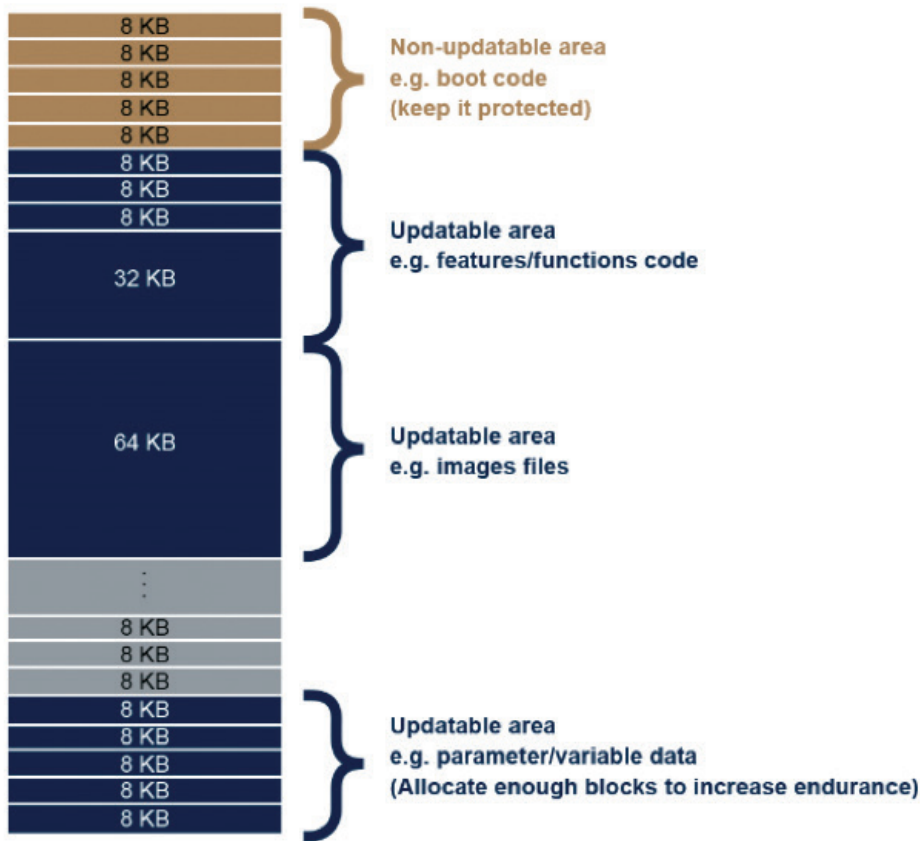 8 KB
8 KB
8 KB
8 KB
8 KB
Non-updatable area
e.g. boot code
(keep it protected)
8 KB
8 KB
8 KB
32 KB
Updatable area
e.g. features/functions code
64 KB
Updatable area
e.g. images files
⋮
8 KB
8 KB
8 KB
8 KB
8 KB
8 KB
8 KB
8 KB
Updatable area
e.g. parameter/variable data
(Allocate enough blocks to increase endurance)